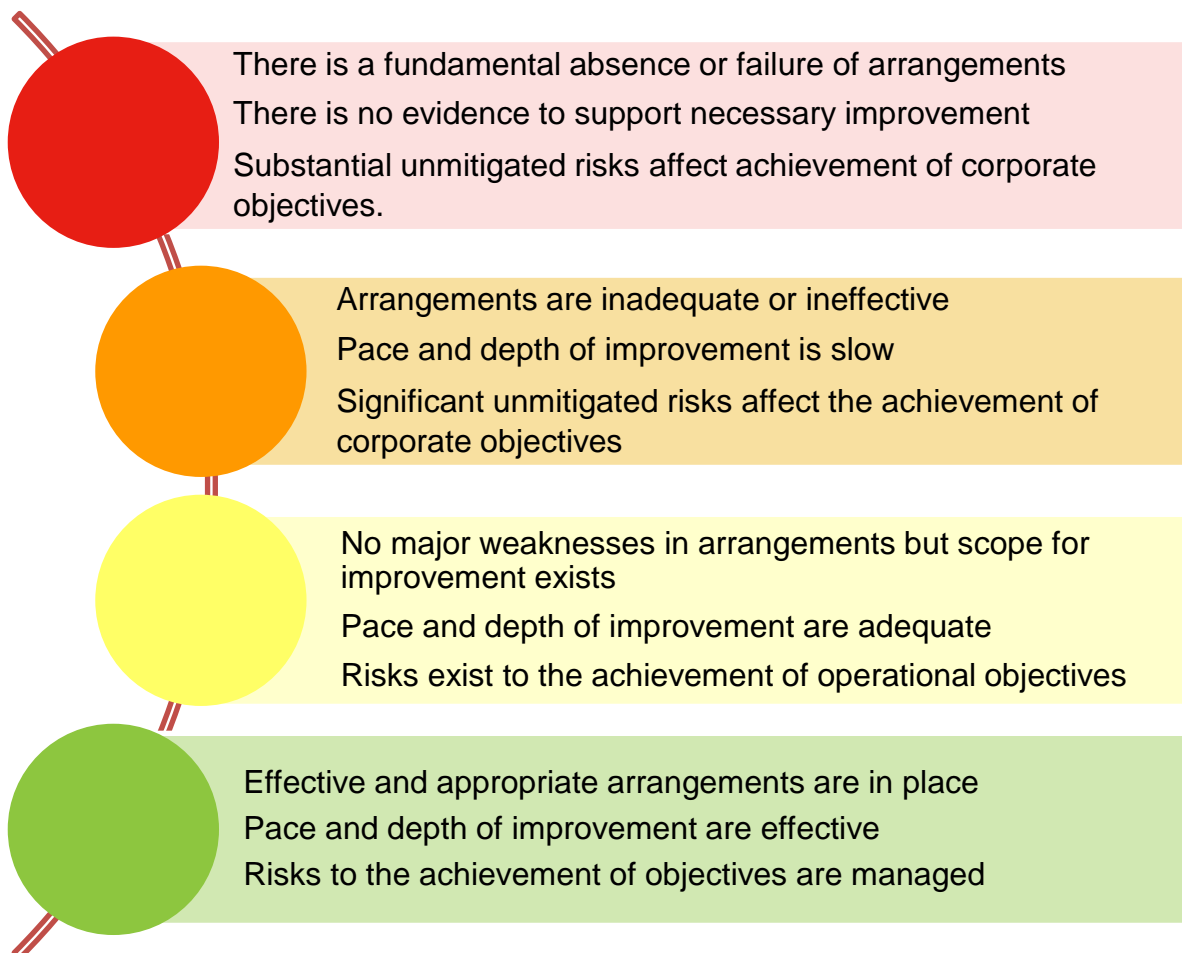 There is a fundamental absence or failure of arrangements
There is no evidence to support necessary improvement
Substantial unmitigated risks affect achievement of corporate
objectives.
Arrangements are inadequate or ineffective
Pace and depth of improvement is slow
Significant unmitigated risks affect the achievement of
corporate objectives
No major weaknesses in arrangements but scope for
improvement exists
Pace and depth of improvement are adequate
Risks exist to the achievement of operational objectives
Effective and appropriate arrangements are in place
Pace and depth of improvement are effective
Risks to the achievement of objectives are managed